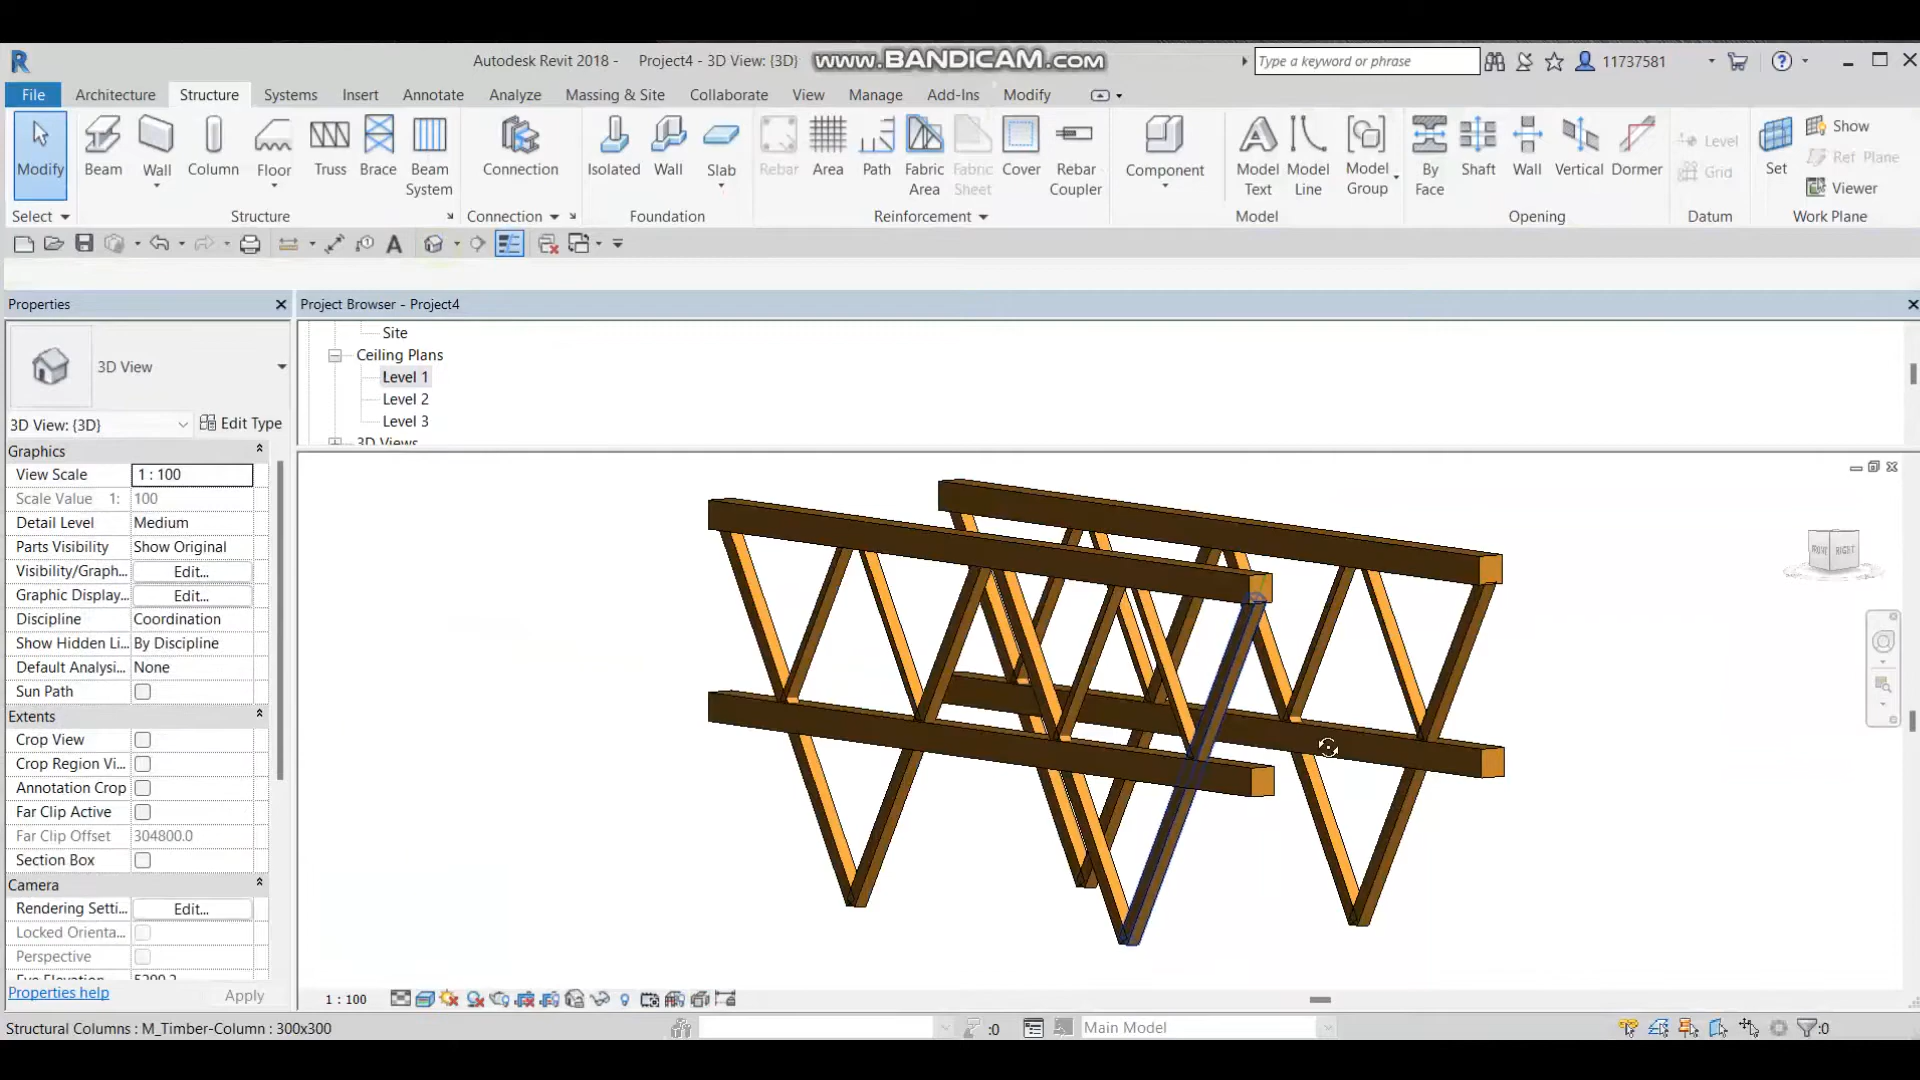 Autodesk Revit 2018 - Project4 - 3D View: {3D}
www.BANDICAM.com
Type a keyword or phrase
11737581
File Architecture Structure Systems Insert Annotate Analyze Massing & Site Collaborate View Manage Add-Ins Modify
Modify Beam Wall Column Floor Truss Brace Beam System Connection Isolated Wall Slab Rebar Area Path Fabric Area Fabric Sheet Cover Rebar Coupler Component Model Text Model Line Model Group By Face Shaft Wall Vertical Dormer Level Grid Set Show Ref Plane Viewer
Select Structure Connection Foundation Reinforcement Model Opening Datum Work Plane
Properties
Project Browser - Project4
3D View
3D View: {3D}
Edit Type
Graphics
View Scale 1 : 100
Scale Value 1: 100
Detail Level Medium
Parts Visibility Show Original
Visibility/Graph... Edit...
Graphic Display... Edit...
Discipline Coordination
Show Hidden Li... By Discipline
Default Analysi... None
Sun Path
Extents
Crop View
Crop Region Vi...
Annotation Crop
Far Clip Active
Far Clip Offset 304800.0
Section Box
Camera
Rendering Setti... Edit...
Locked Orienta...
Perspective
Eye Elevation 5290.2
Properties help
Apply
Site
Ceiling Plans
Level 1
Level 2
Level 3
3D Views
FRONT RIGHT
1 : 100
Structural Columns : M_Timber-Column : 300x300
:0
Main Model
:0